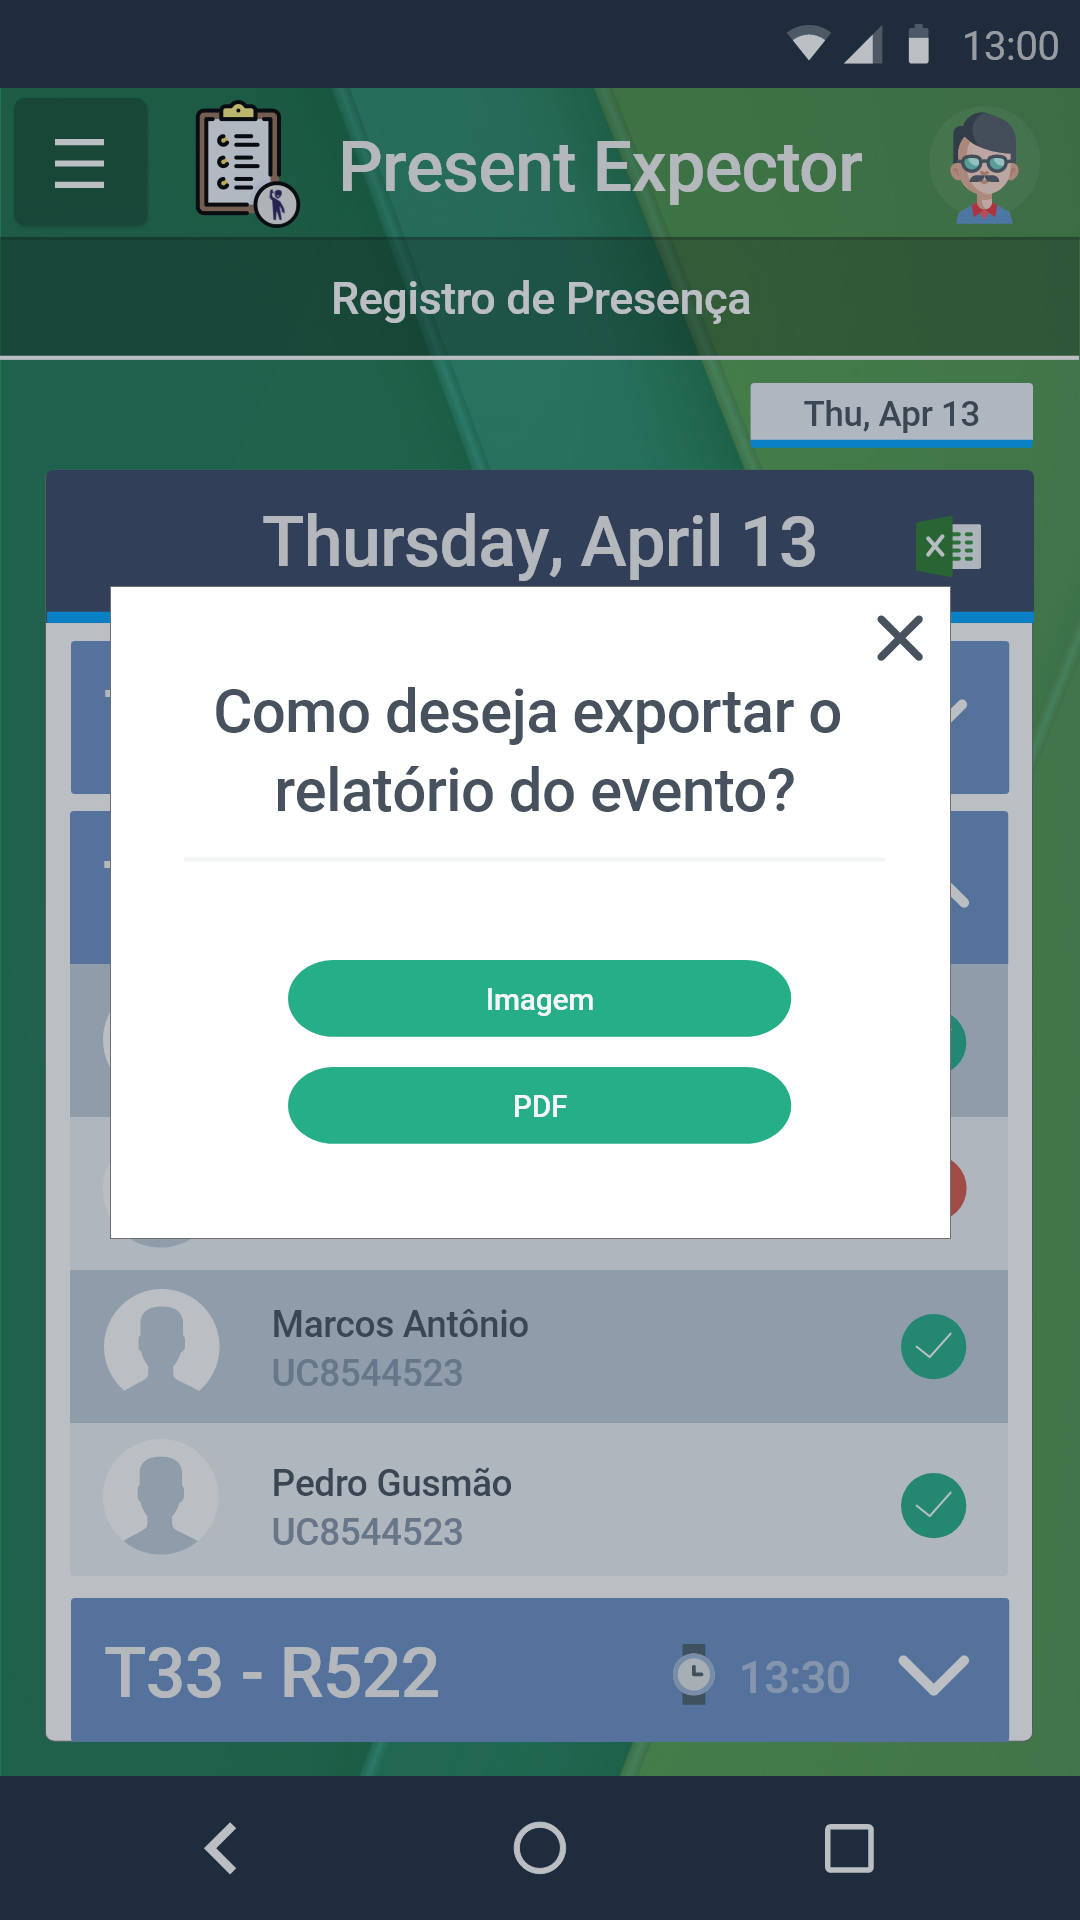 13:00
Present Expector
Registro de Presença
Thu, Apr 13
Thursday, April 13
X
Como deseja exportar o
relatório do evento?
Imagem
PDF
Marcos Antônio
UC8544523
Pedro Gusmão
UC8544523
T33 - R522
13:30